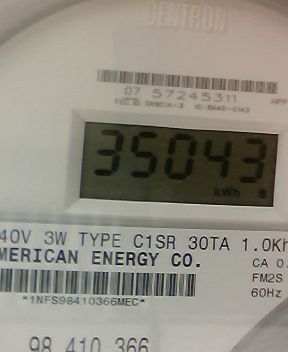 CENTRON®
07 57245311
35043
kWh
40V 3W TYPE C1SR 30TA 1.0Kh
MERICAN ENERGY CO.
CA 0.
FM2S
60Hz
*1NFS98410366MEC*
98 410 366